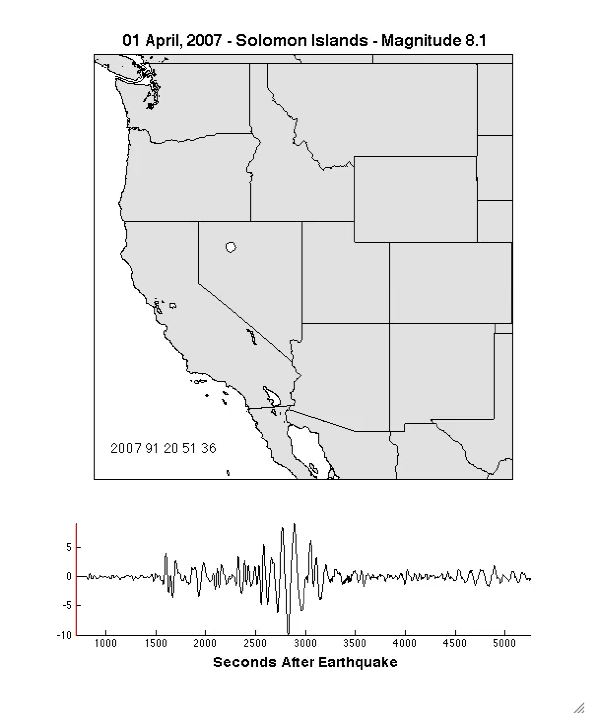 01 April, 2007 - Solomon Islands - Magnitude 8.1
2007 91 20 51 36
5
0
-5
-10
1000 1500 2000 2500 3000 3500 4000 4500 5000
Seconds After Earthquake